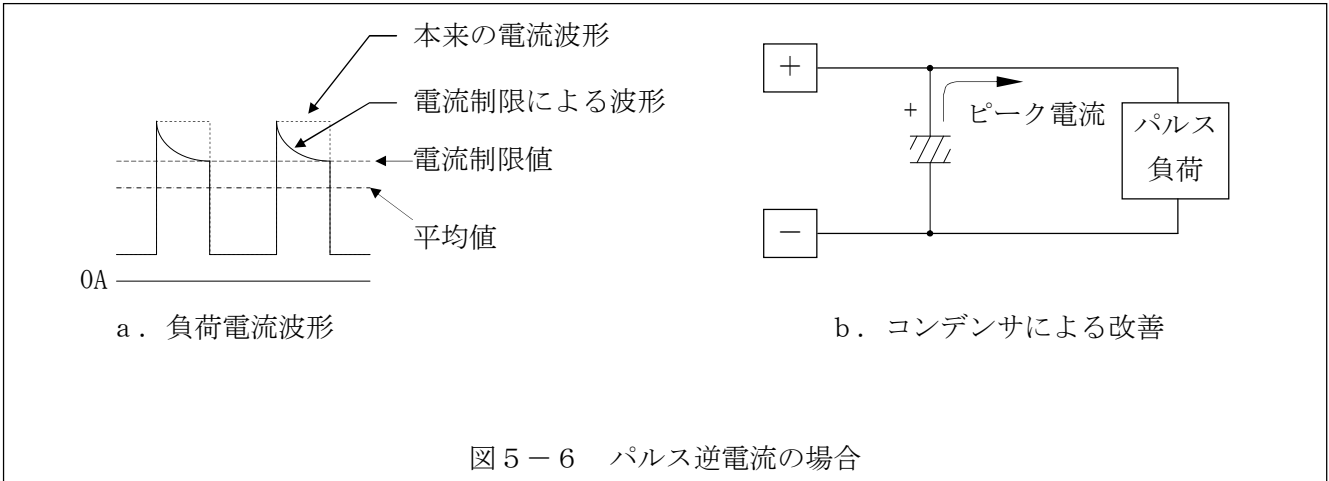 本来の電流波形
電流制限による波形
電流制限値
平均値
0A
a．負荷電流波形
＋
－
+
ピーク電流
パルス
負荷
b．コンデンサによる改善
図５－６　パルス逆電流の場合